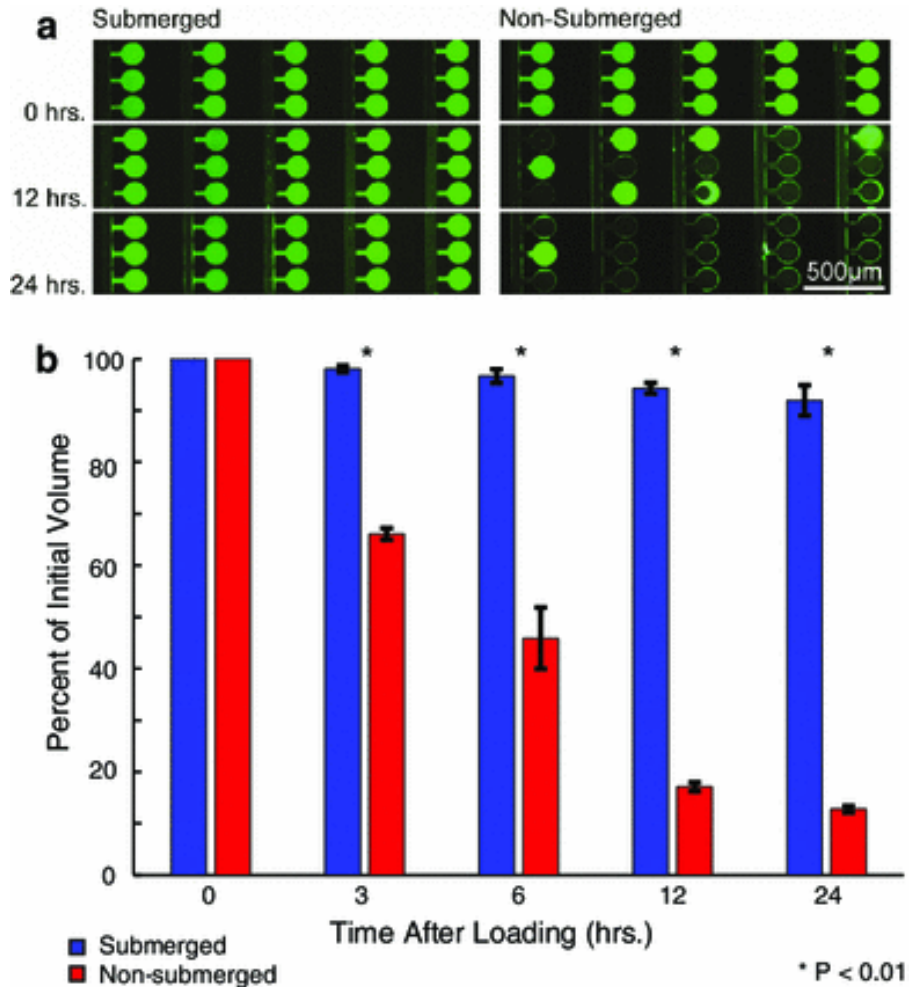 a Submerged Non-Submerged
0 hrs.
12 hrs.
24 hrs.
500µm
b
Percent of Initial Volume
100
80
60
40
20
0
* * * *
0 3 6 12 24
Time After Loading (hrs.)
Submerged
Non-submerged
* P < 0.01